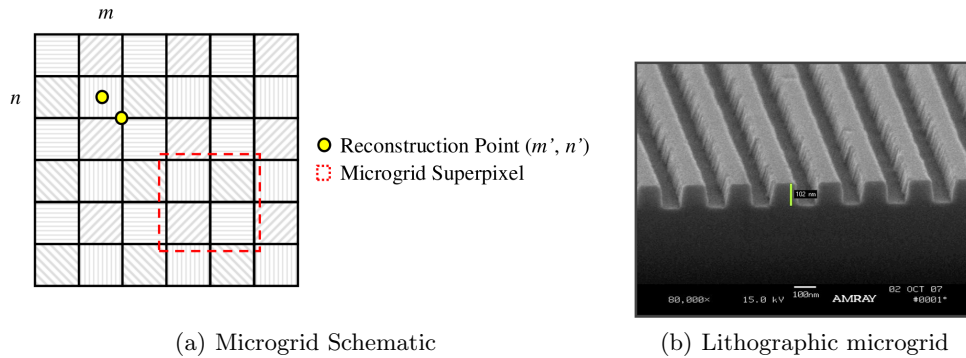 m
n
Reconstruction Point (m’, n’)
Microgrid Superpixel
102 nm
80,000× 15.0 kV 100nm AMRAY 02 OCT 07 #0001*
(a) Microgrid Schematic
(b) Lithographic microgrid